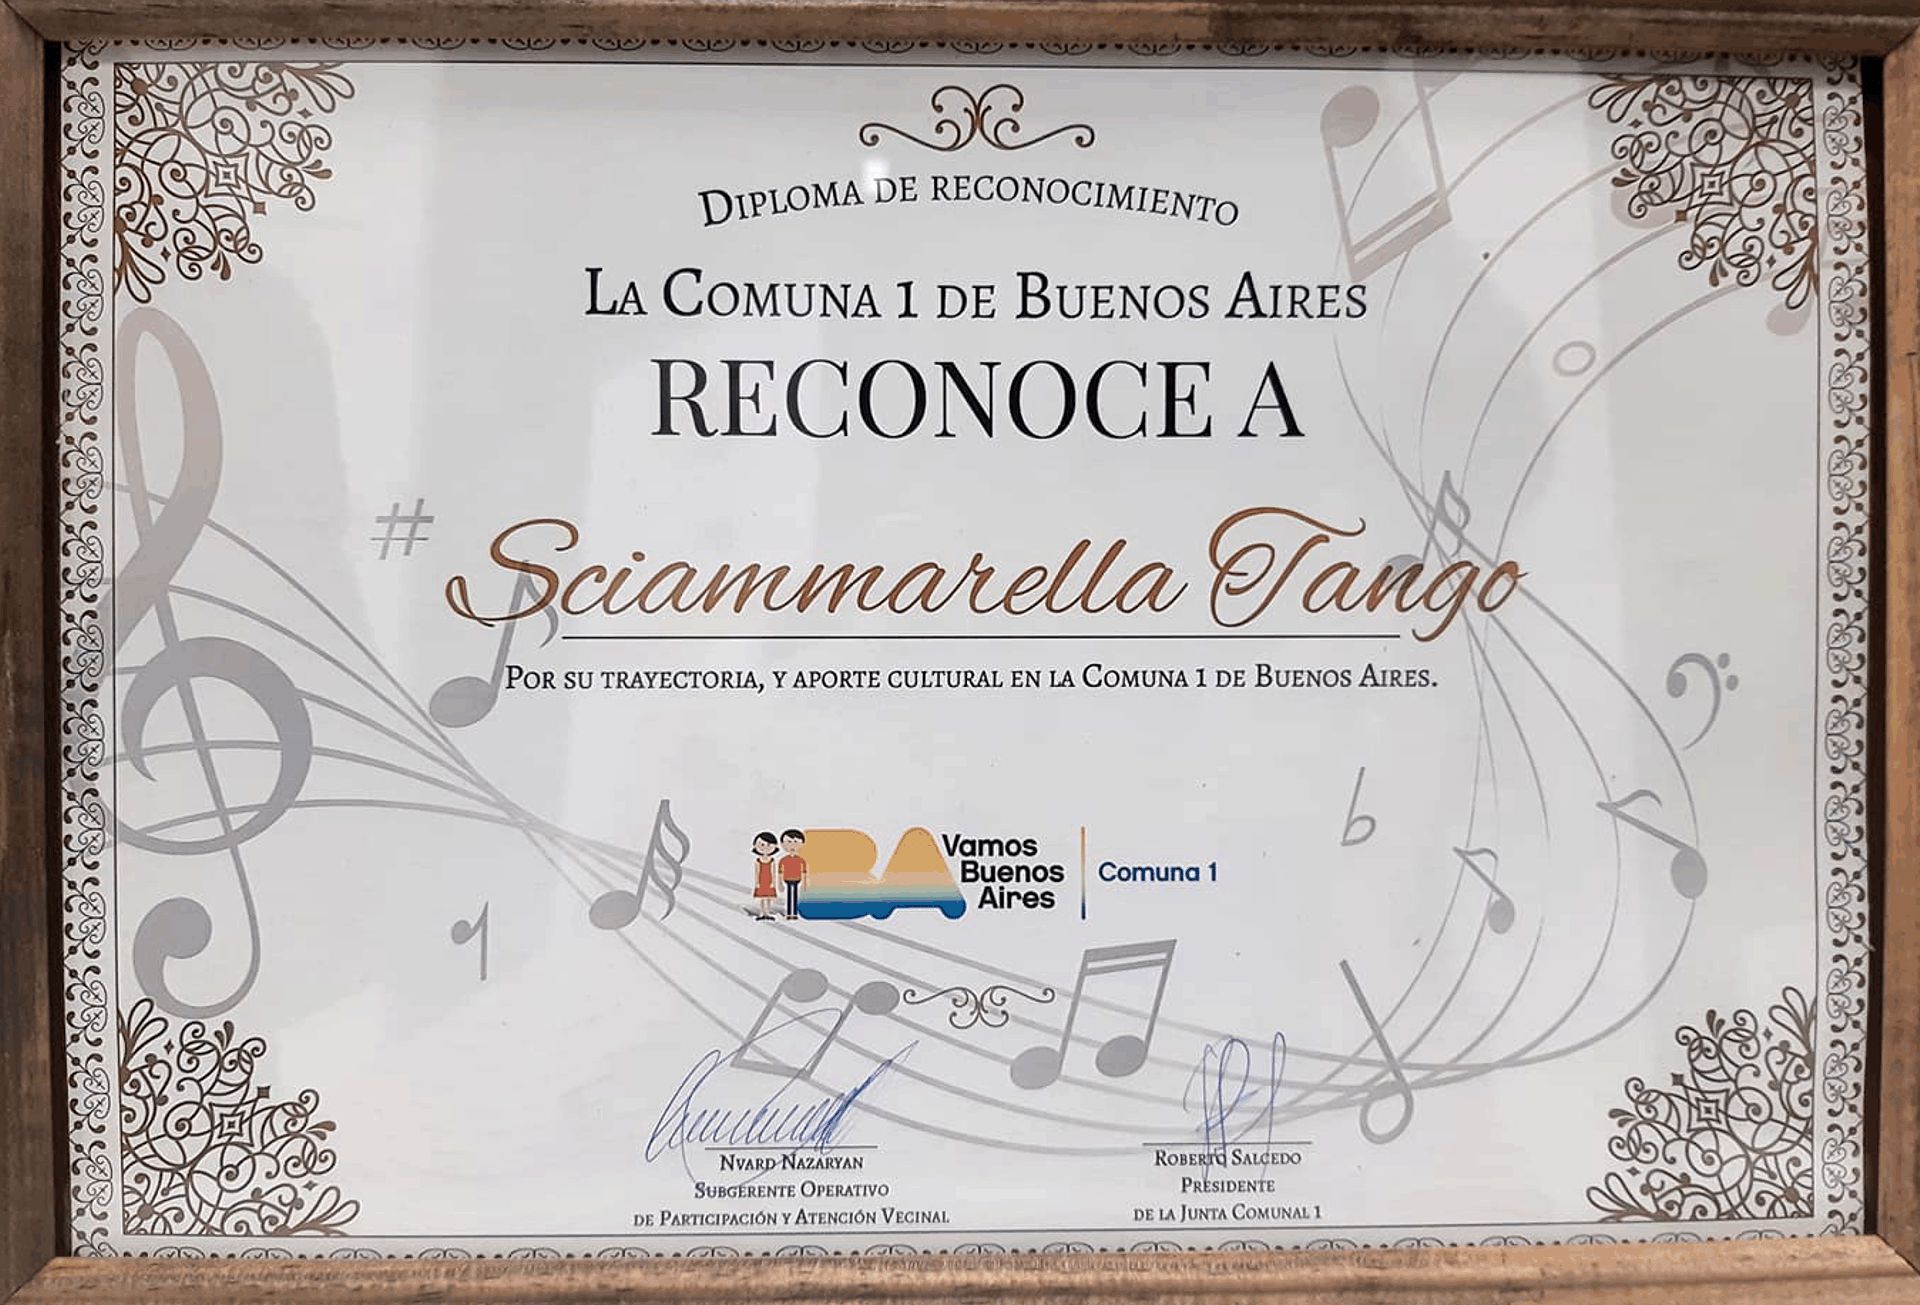 Diploma de reconocimiento
La Comuna 1 de Buenos Aires
RECONOCE A
Sciammarella Tango
Por su trayectoria, y aporte cultural en la Comuna 1 de Buenos Aires.
BA
Vamos
Buenos
Aires
Comuna 1
Nvard Nazaryan
Subgerente Operativo
de Participación y Atención Vecinal
Roberto Salcedo
Presidente
de la Junta Comunal 1